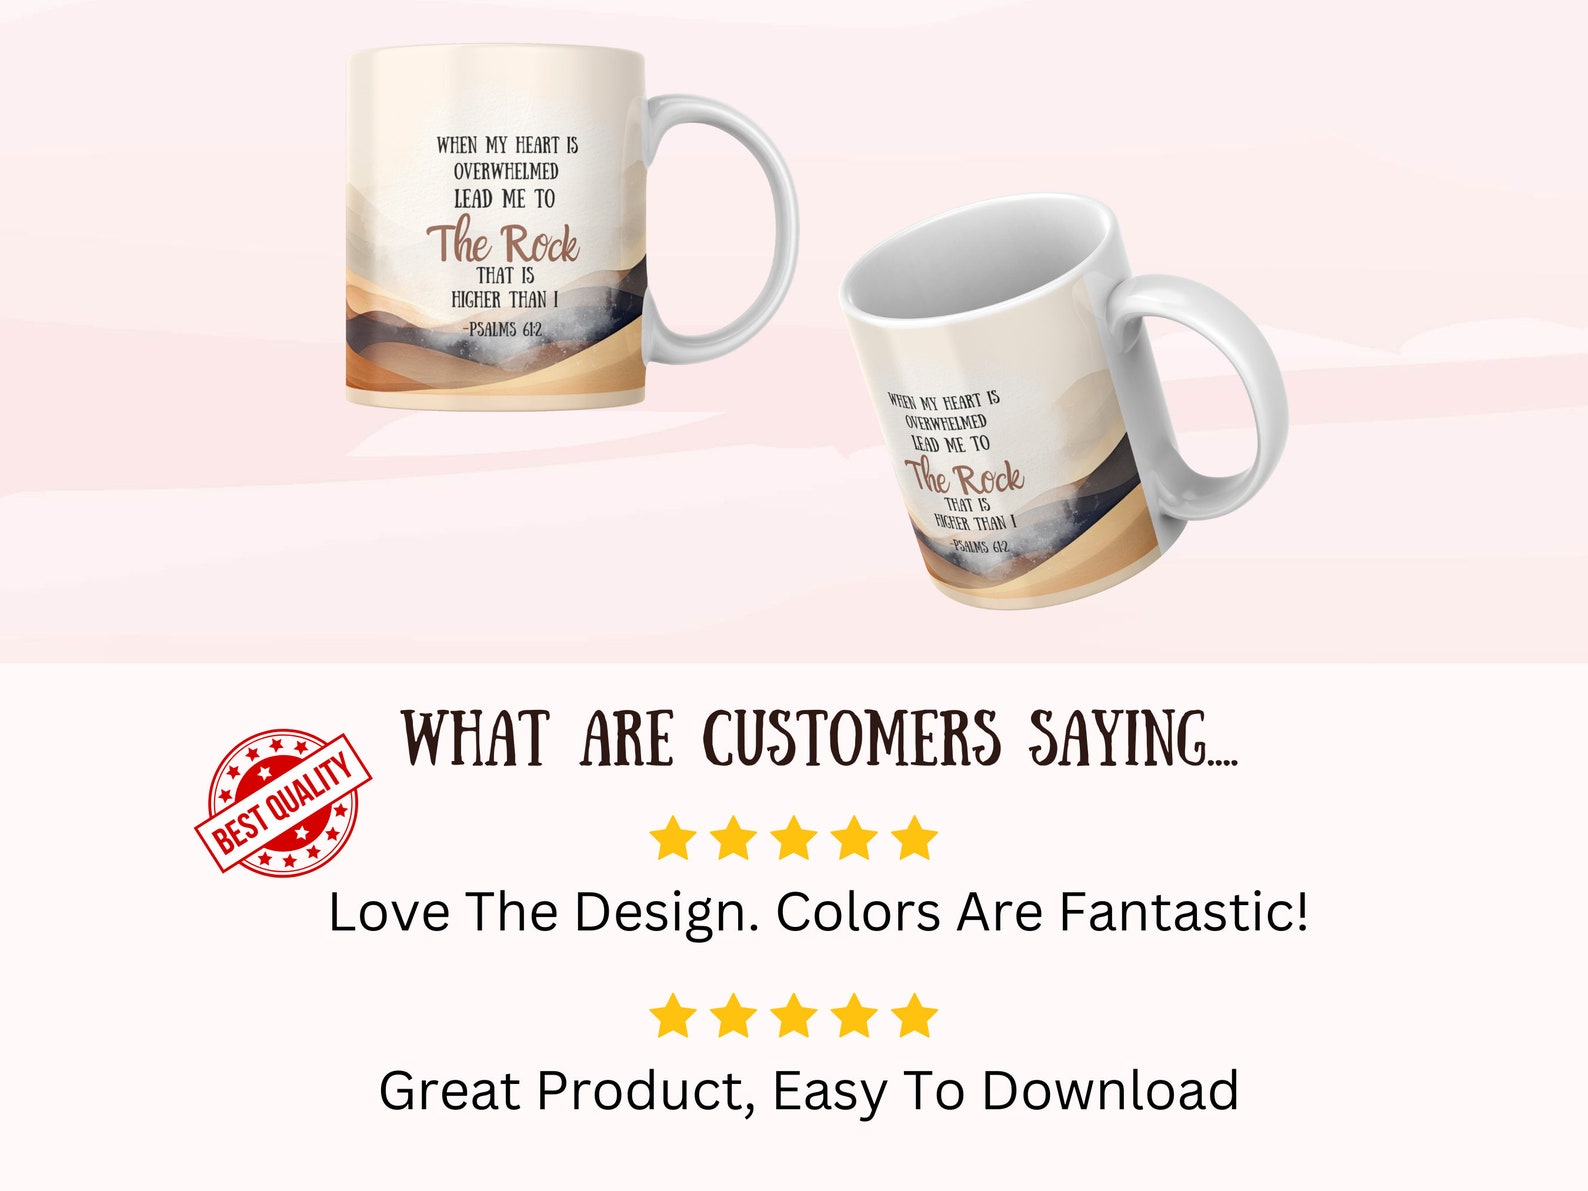 WHEN MY HEART IS
OVERWHELMED
LEAD ME TO
The Rock
THAT IS
HIGHER THAN I
-PSALMS 61:2
WHEN MY HEART IS
OVERWHELMED
LEAD ME TO
The Rock
THAT IS
HIGHER THAN I
-PSALMS 61:2
WHAT ARE CUSTOMERS SAYING....
BEST QUALITY
Love The Design. Colors Are Fantastic!
Great Product, Easy To Download